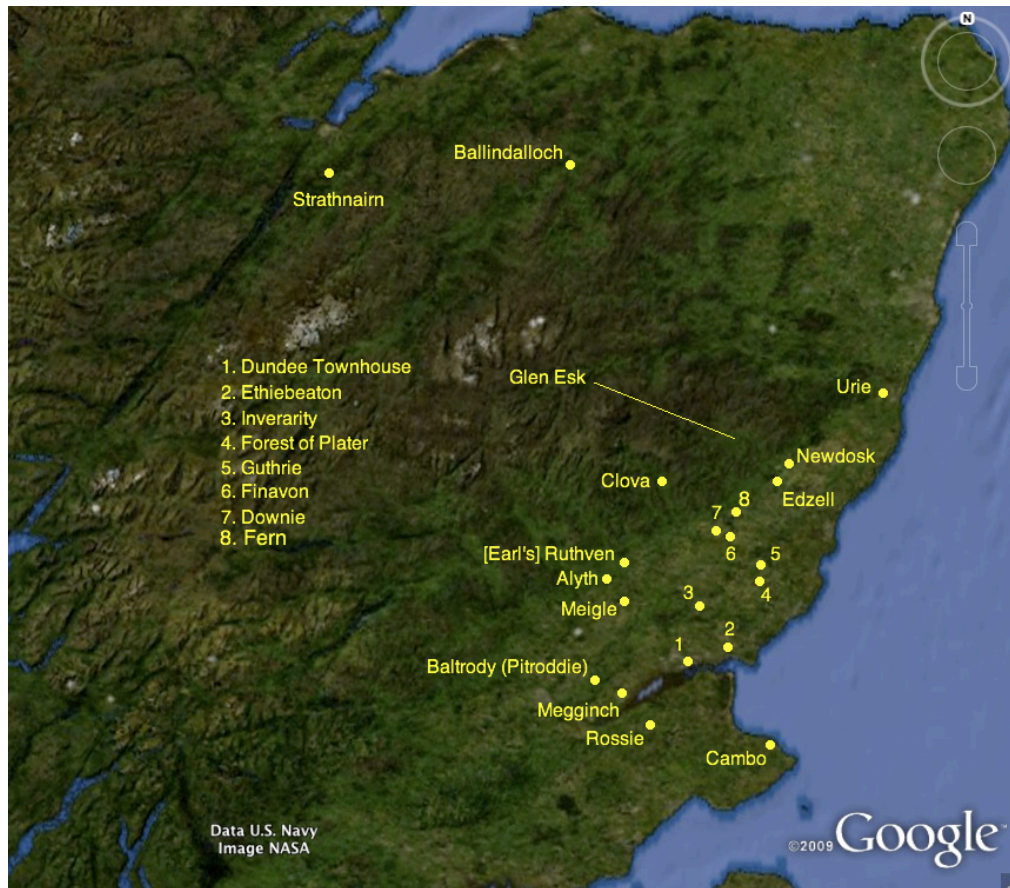 N
Ballindalloch
Strathnairn
1. Dundee Townhouse
2. Ethiebeaton
3. Inverarity
4. Forest of Plater
5. Guthrie
6. Finavon
7. Downie
8. Fern
Glen Esk
Urie
Newdosk
Clova
Edzell
8
7
6
[Earl's] Ruthven
5
Alyth
4
Meigle
3
2
1
Baltrody (Pitroddie)
Megginch
Rossie
Cambo
Data U.S. Navy
Image NASA
©2009 Google